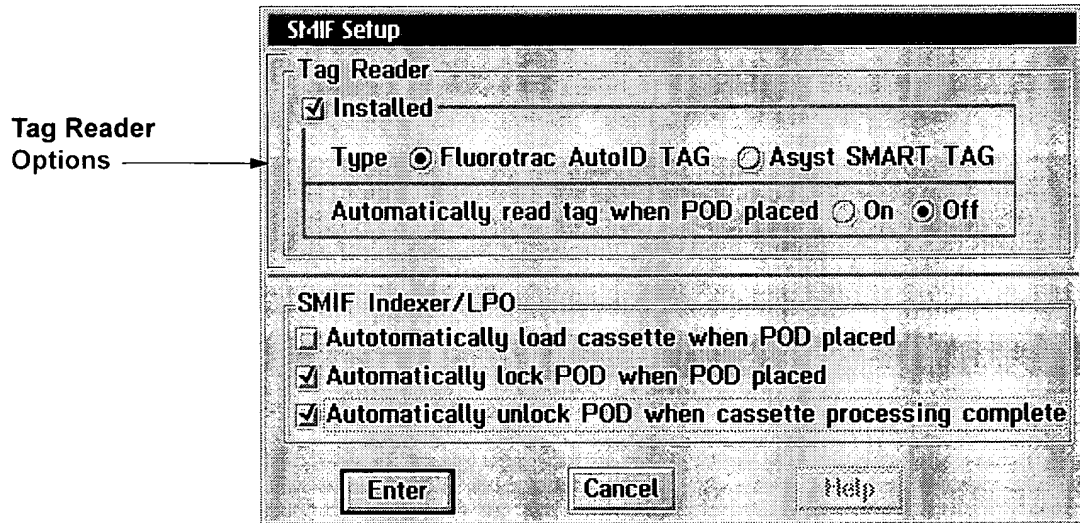 SMIF Setup
Tag Reader
Installed
Tag Reader
Options
Type Fluorotrac AutoID TAG Asyst SMART TAG
Automatically read tag when POD placed On Off
SMIF Indexer/LPO
Autotomatically load cassette when POD placed
Automatically lock POD when POD placed
Automatically unlock POD when cassette processing complete
Enter Cancel Help